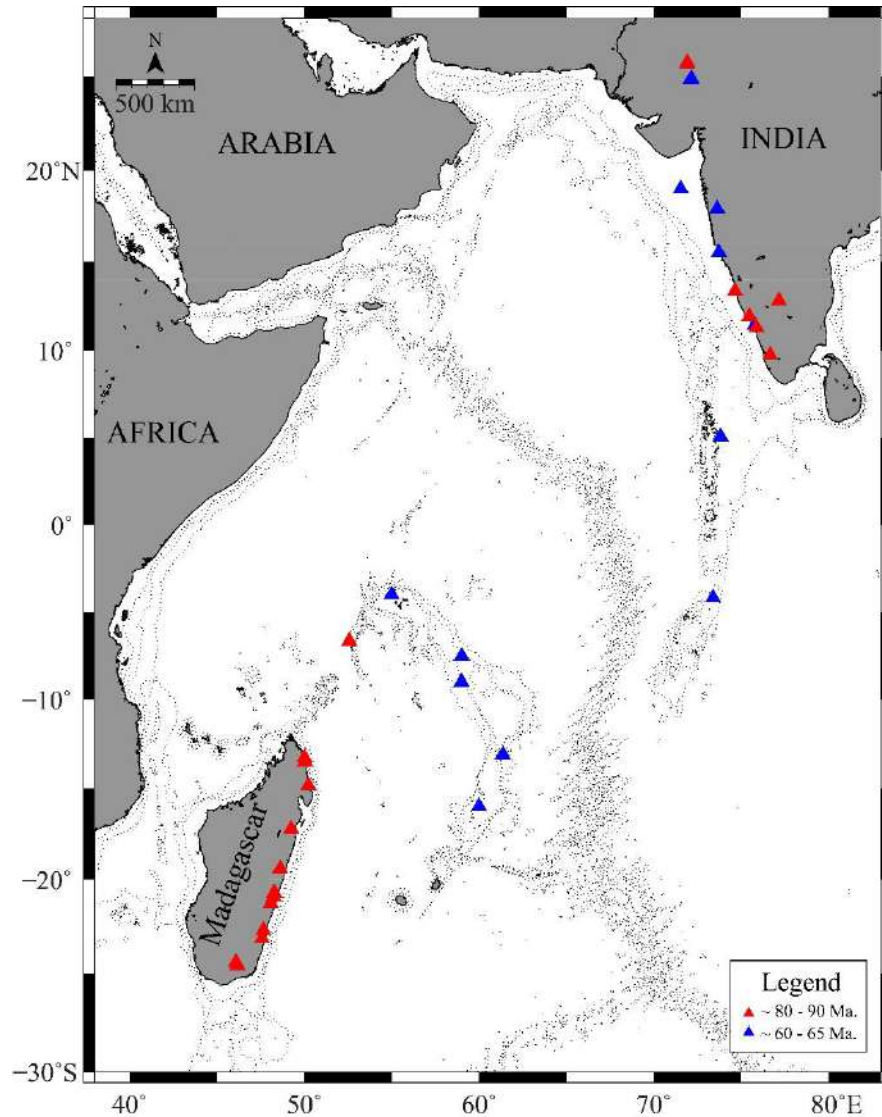 N
500 km
ARABIA
INDIA
20˚N
10˚
AFRICA
0˚
−10˚
Madagascar
−20˚
Legend
~ 80 - 90 Ma.
~ 60 - 65 Ma.
−30˚S
40˚ 50˚ 60˚ 70˚ 80˚E